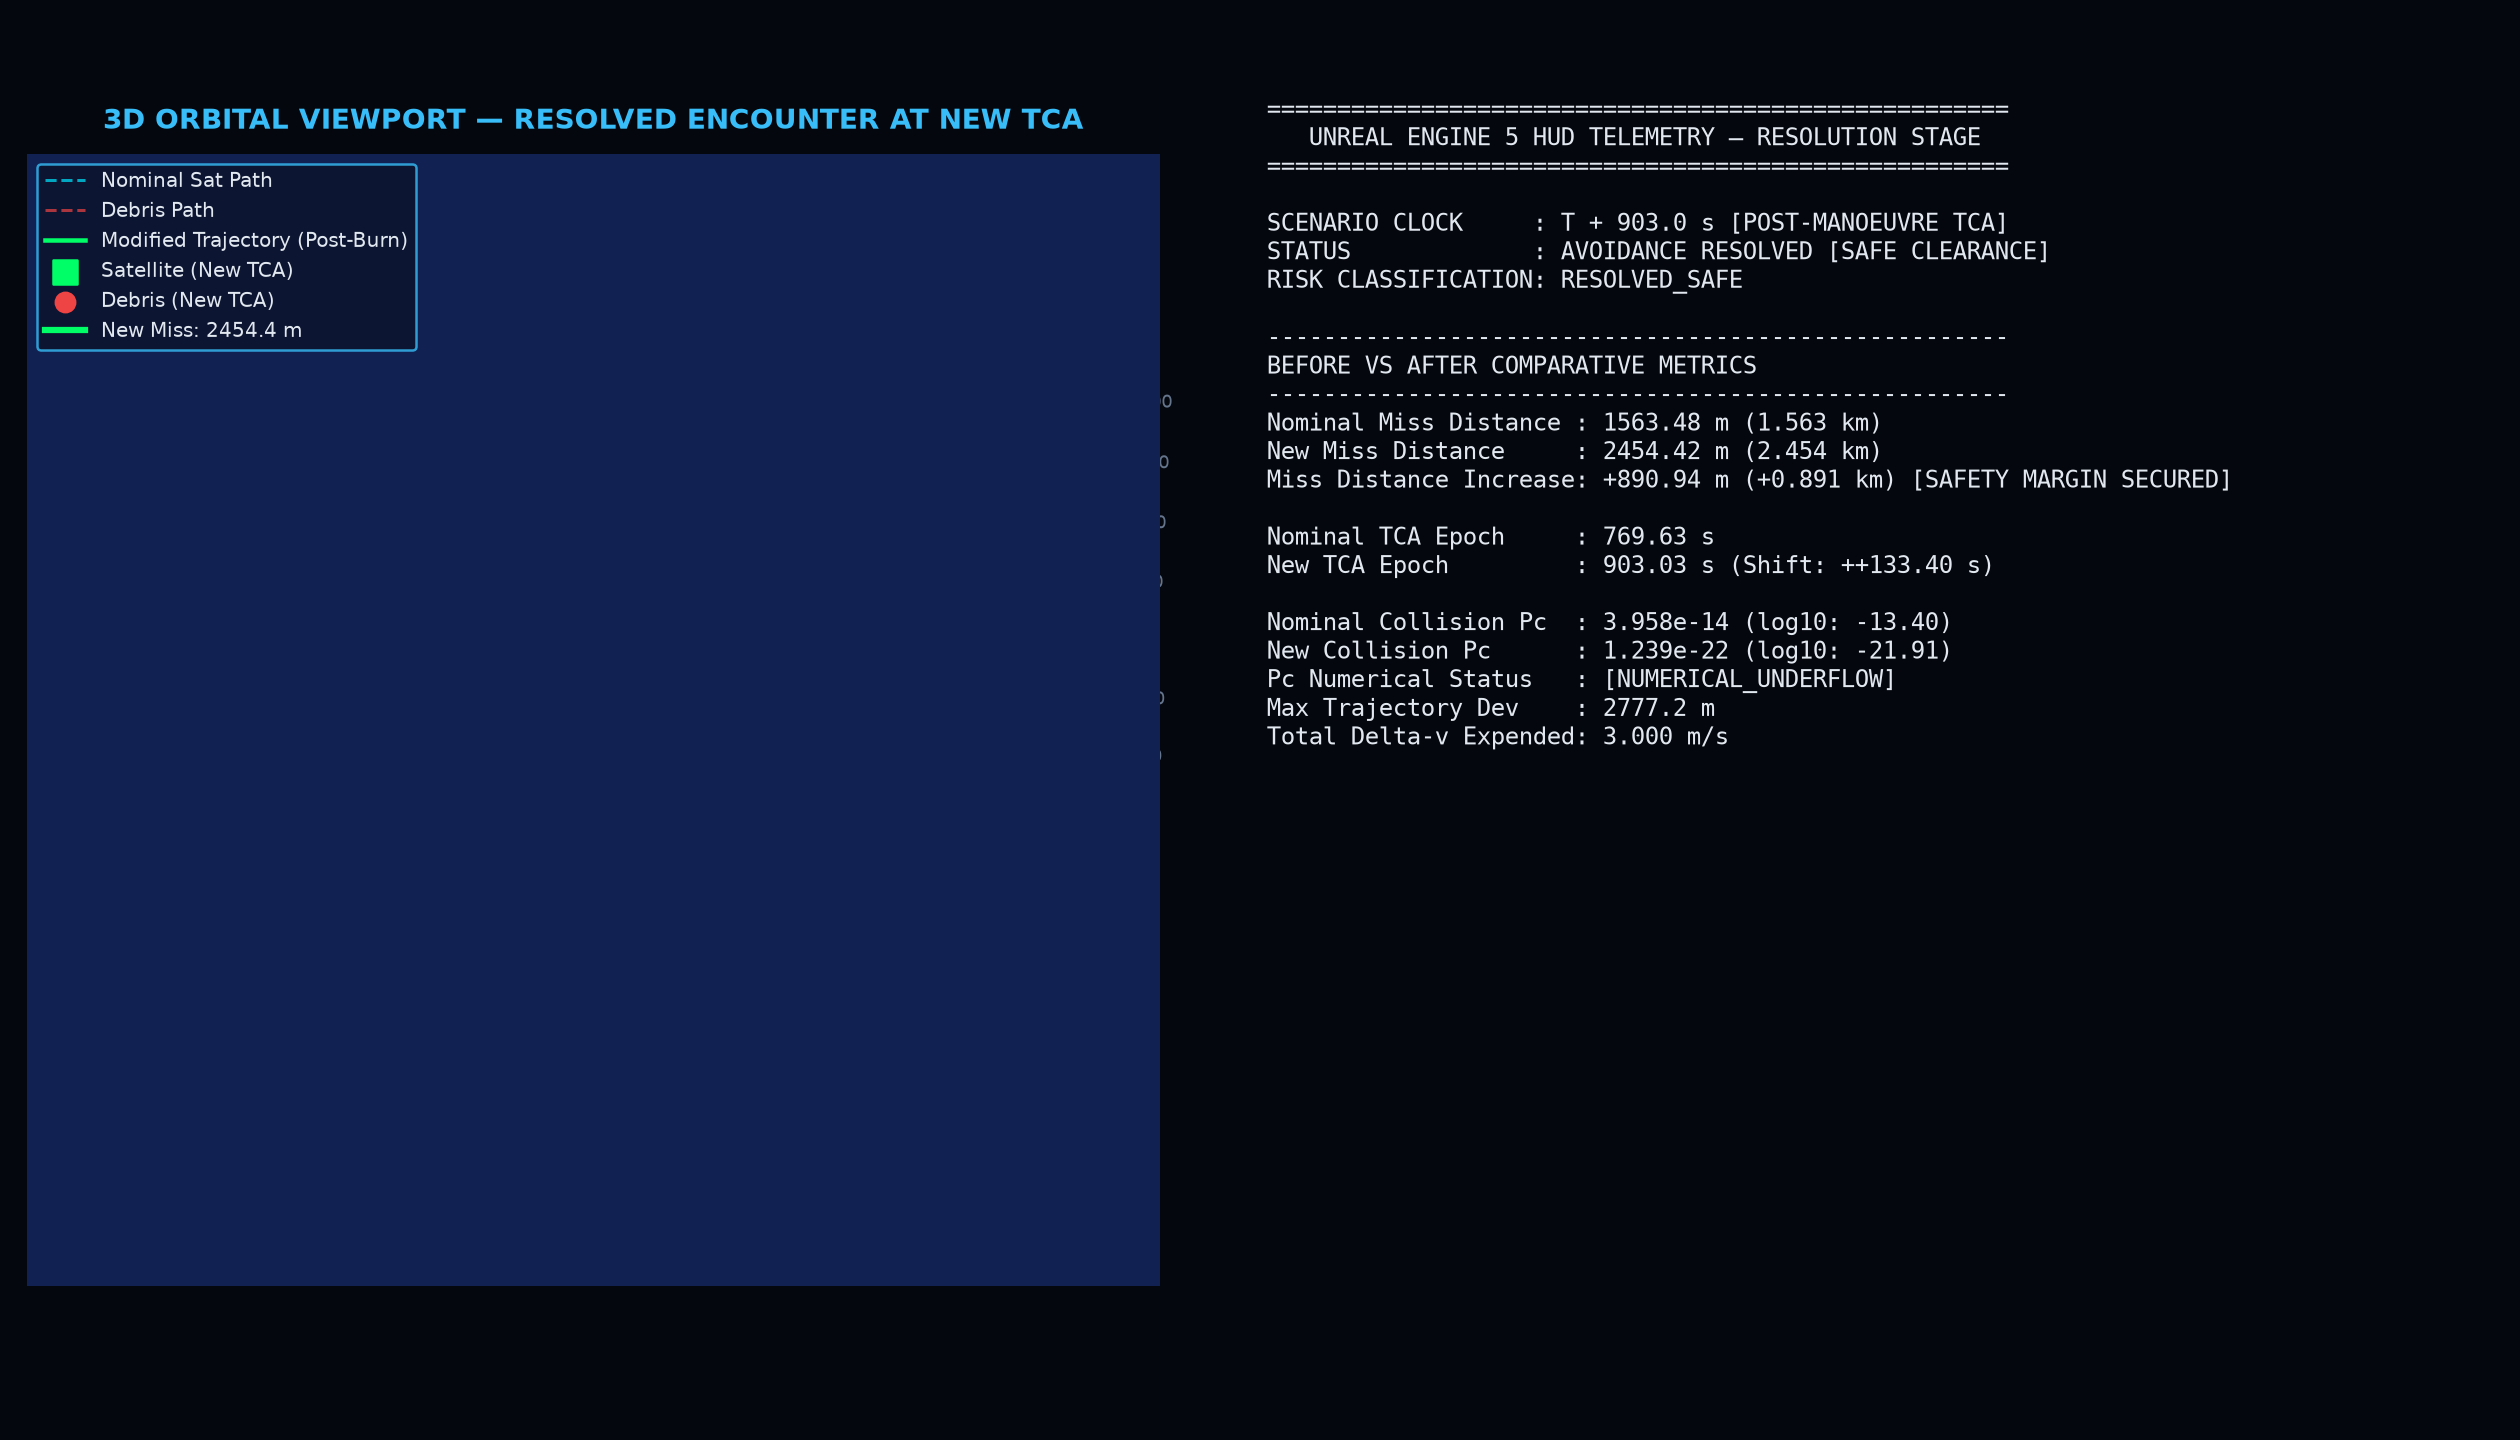 3D ORBITAL VIEWPORT — RESOLVED ENCOUNTER AT NEW TCA
Nominal Sat Path
Debris Path
Modified Trajectory (Post-Burn)
Satellite (New TCA)
Debris (New TCA)
New Miss: 2454.4 m
=====================================================
UNREAL ENGINE 5 HUD TELEMETRY — RESOLUTION STAGE
=====================================================
SCENARIO CLOCK     : T + 903.0 s [POST-MANOEUVRE TCA]
STATUS             : AVOIDANCE RESOLVED [SAFE CLEARANCE]
RISK CLASSIFICATION: RESOLVED_SAFE
-----------------------------------------------------
BEFORE VS AFTER COMPARATIVE METRICS
-----------------------------------------------------
Nominal Miss Distance : 1563.48 m (1.563 km)
New Miss Distance     : 2454.42 m (2.454 km)
Miss Distance Increase: +890.94 m (+0.891 km) [SAFETY MARGIN SECURED]
Nominal TCA Epoch     : 769.63 s
New TCA Epoch         : 903.03 s (Shift: ++133.40 s)
Nominal Collision Pc  : 3.958e-14 (log10: -13.40)
New Collision Pc      : 1.239e-22 (log10: -21.91)
Pc Numerical Status   : [NUMERICAL_UNDERFLOW]
Max Trajectory Dev    : 2777.2 m
Total Delta-v Expended: 3.000 m/s